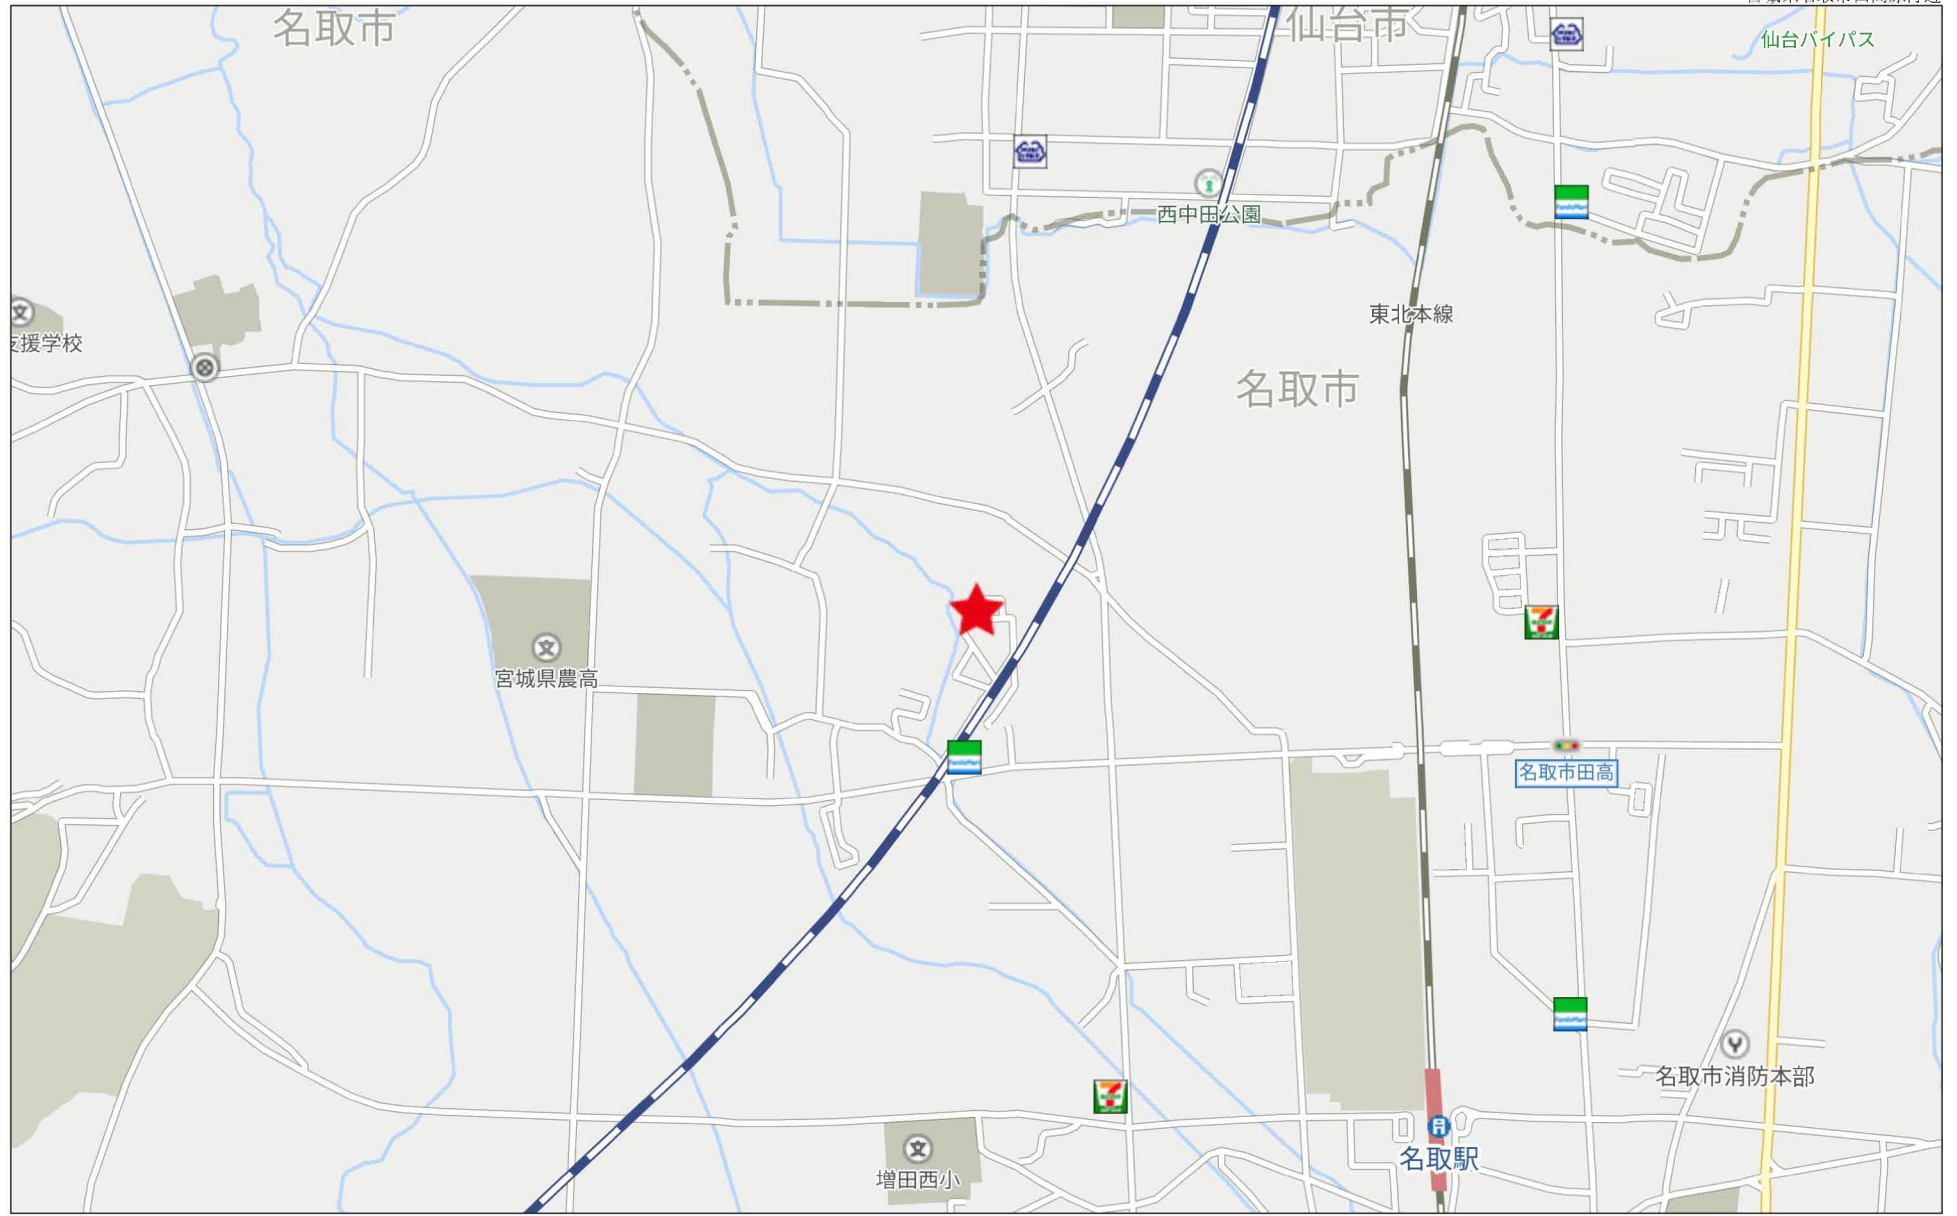 名取市
仙台市
仙台バイパス
西中田公園
東北本線
支援学校
名取市
宮城県農高
名取市田高
名取市消防本部
名取駅
増田西小